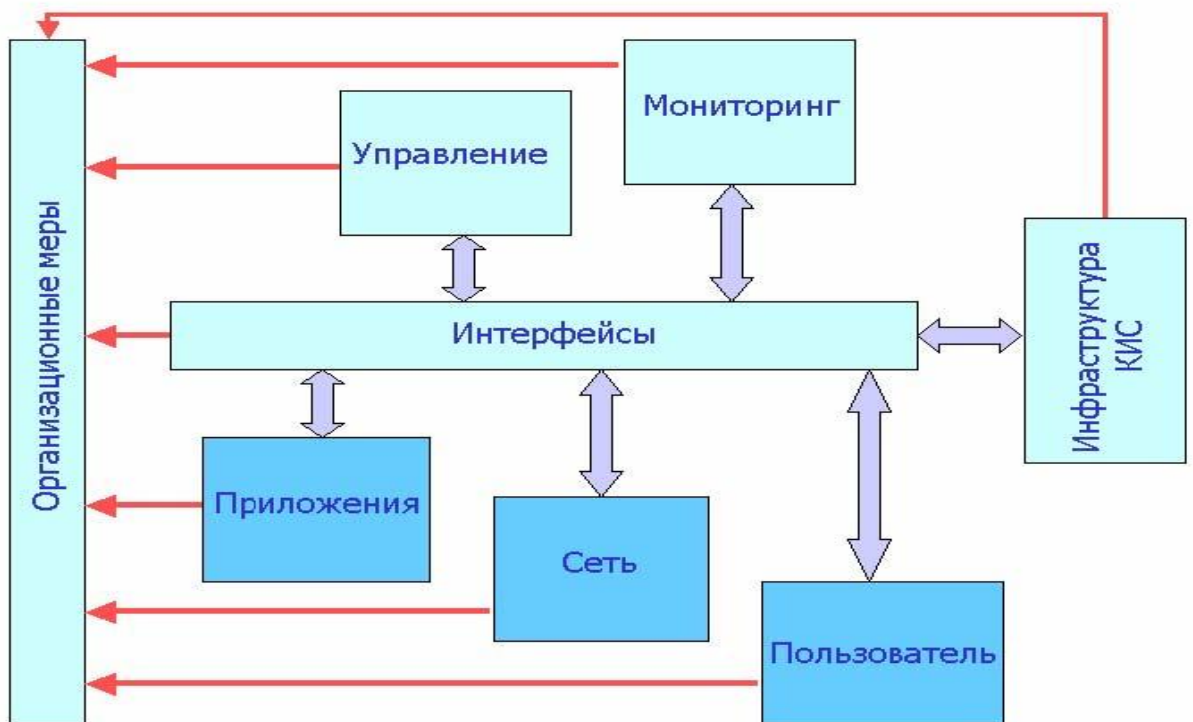 Мониторинг
Управление
Организационные меры
Интерфейсы
Инфраструктура
КИС
Приложения
Сеть
Пользователь